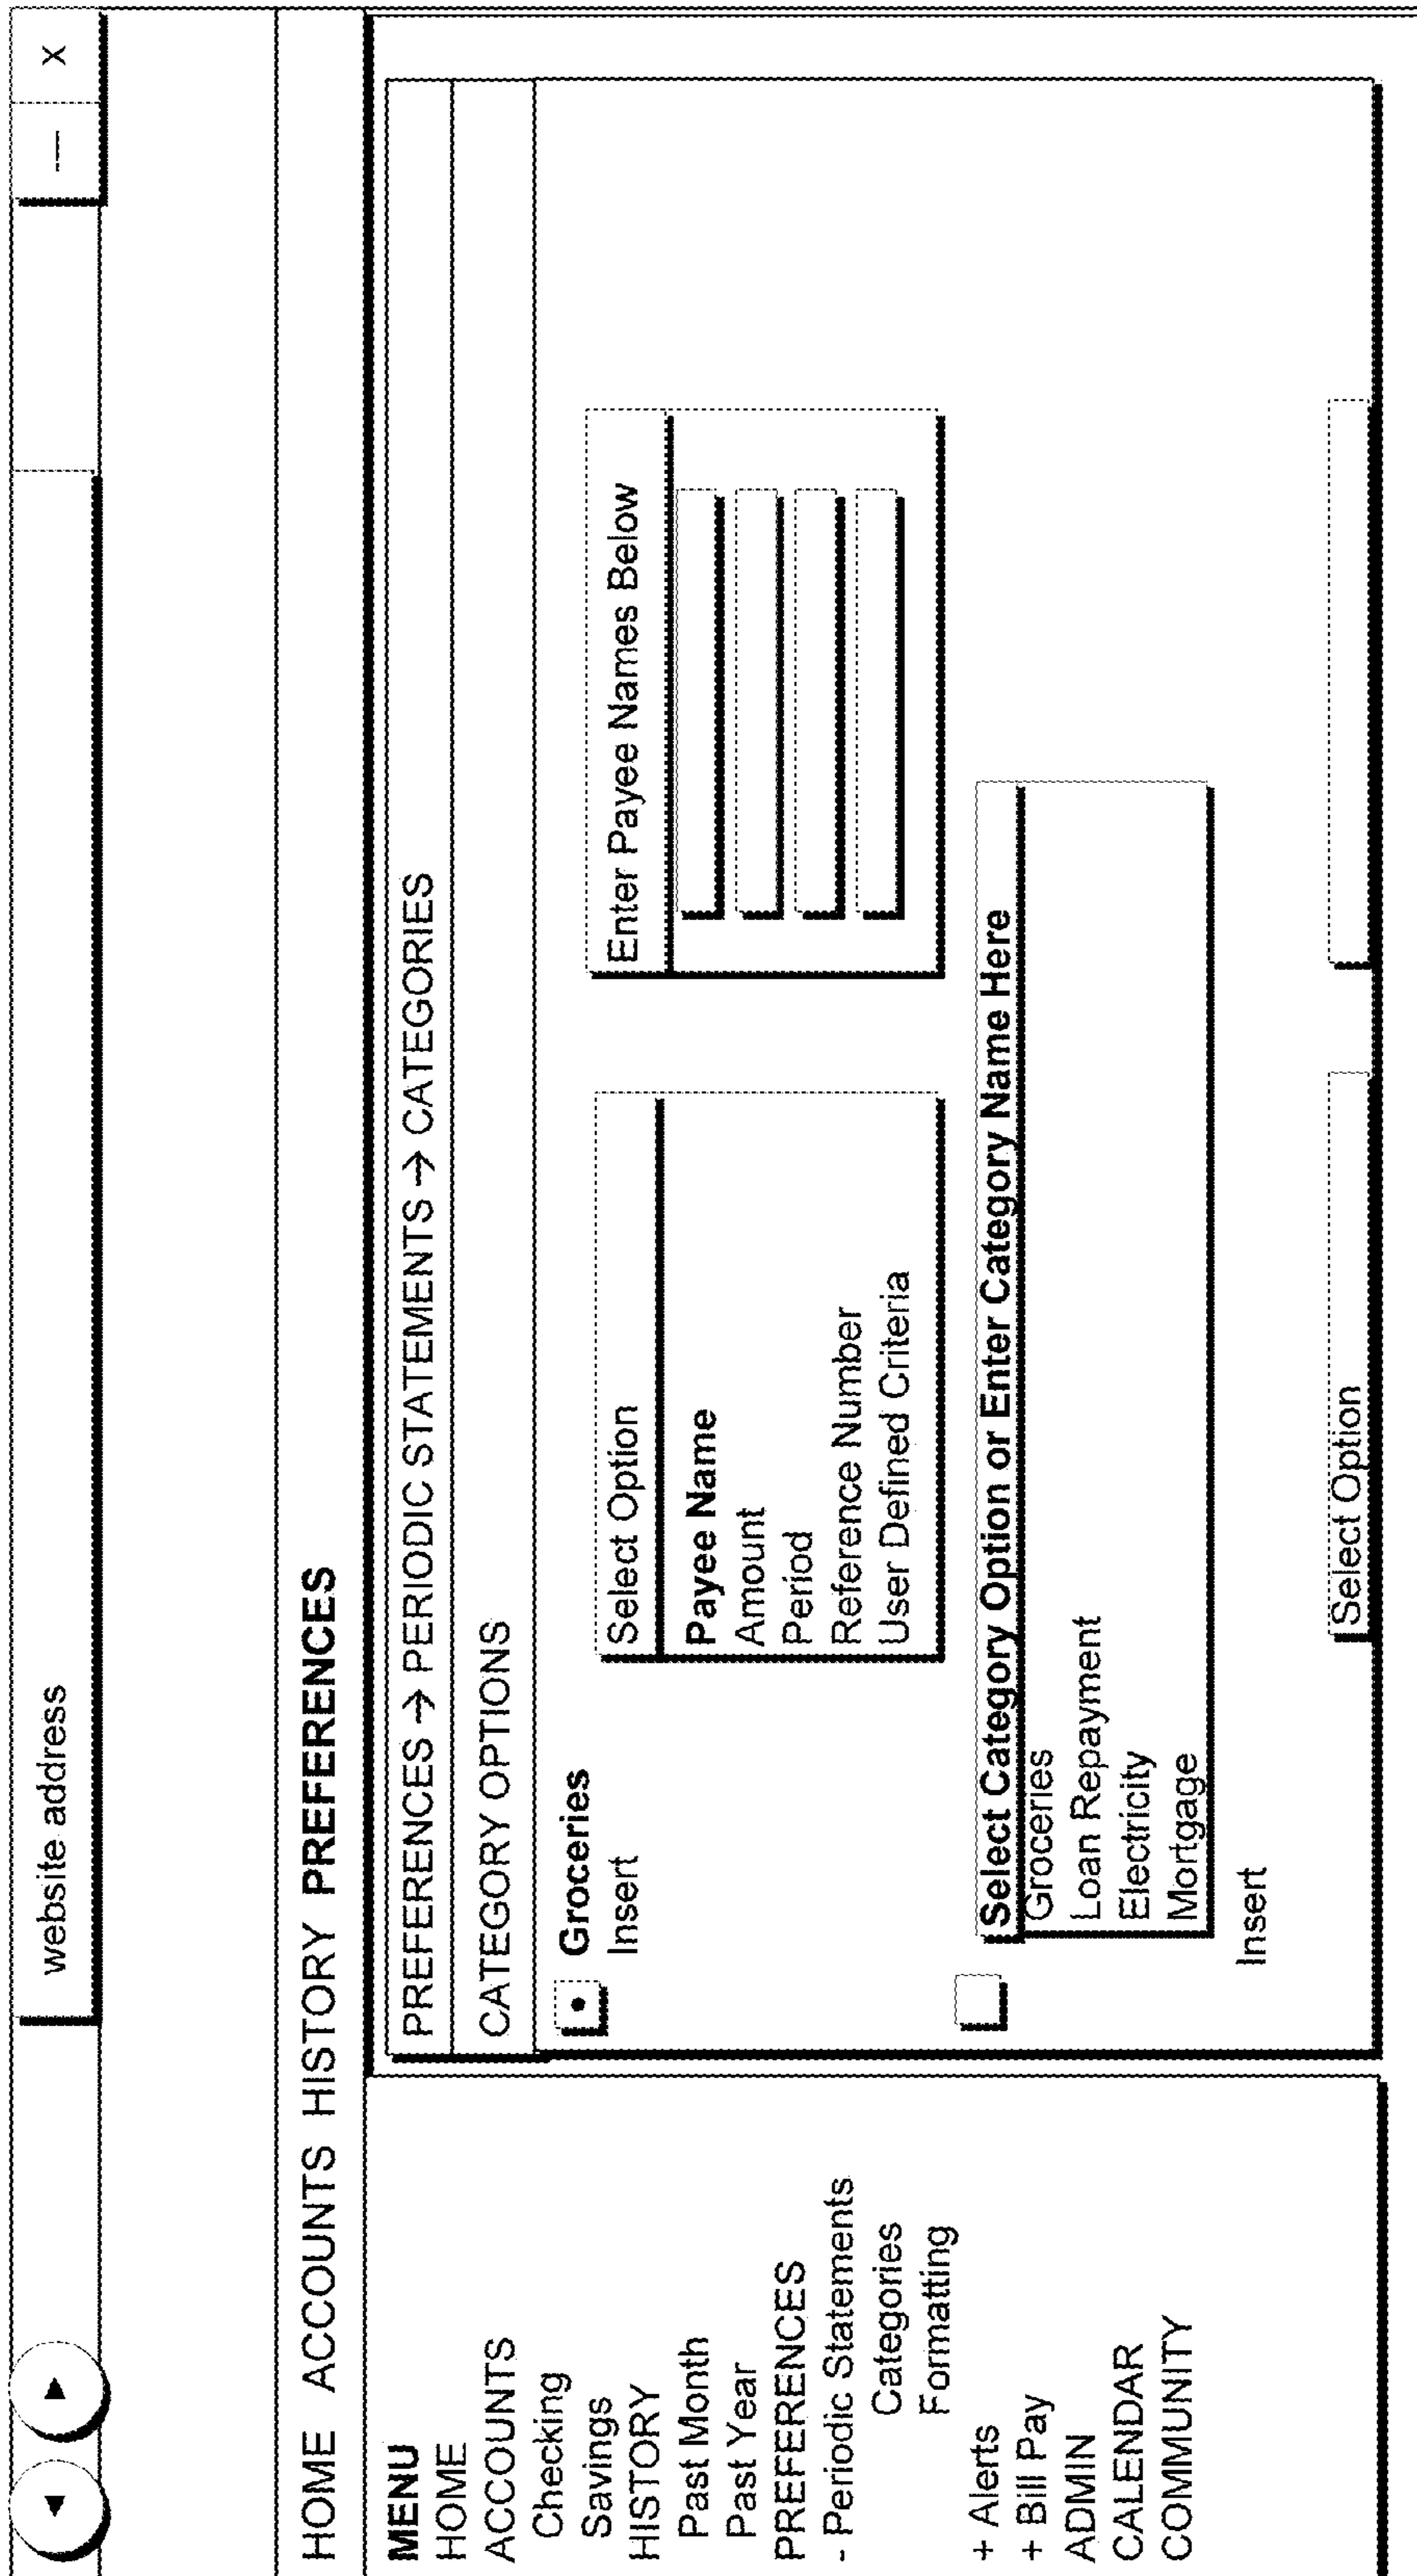 website address
— X
HOME ACCOUNTS HISTORY PREFERENCES
MENU
HOME
ACCOUNTS
Checking
Savings
HISTORY
Past Month
Past Year
PREFERENCES
- Periodic Statements
Categories
Formatting
+ Alerts
+ Bill Pay
ADMIN
CALENDAR
COMMUNITY
PREFERENCES → PERIODIC STATEMENTS → CATEGORIES
CATEGORY OPTIONS
Groceries
Insert
Select Option
Payee Name
Amount
Period
Reference Number
User Defined Criteria
Enter Payee Names Below
Select Category Option or Enter Category Name Here
Groceries
Loan Repayment
Electricity
Mortgage
Insert
Select Option